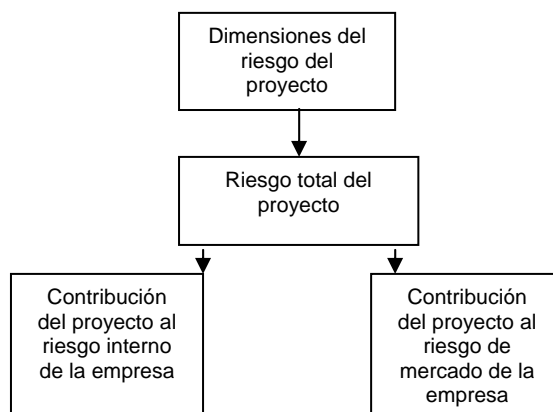 Dimensiones del
riesgo del
proyecto
Riesgo total del
proyecto
Contribución
del proyecto al
riesgo interno
de la empresa
Contribución
del proyecto al
riesgo de
mercado de la
empresa